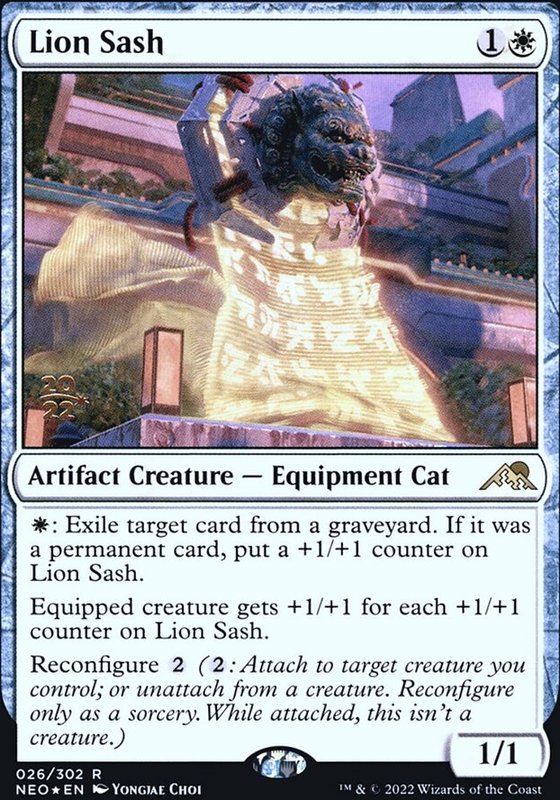 Lion Sash 1
20
22
Artifact Creature — Equipment Cat
: Exile target card from a graveyard. If it was
a permanent card, put a +1/+1 counter on
Lion Sash.
Equipped creature gets +1/+1 for each +1/+1
counter on Lion Sash.
Reconfigure 2 (2: Attach to target creature you
control; or unattach from a creature. Reconfigure
only as a sorcery. While attached, this isn't a
creature.)
1/1
026/302 R
NEO★EN Yongjae Choi
™ & © 2022 Wizards of the Coast